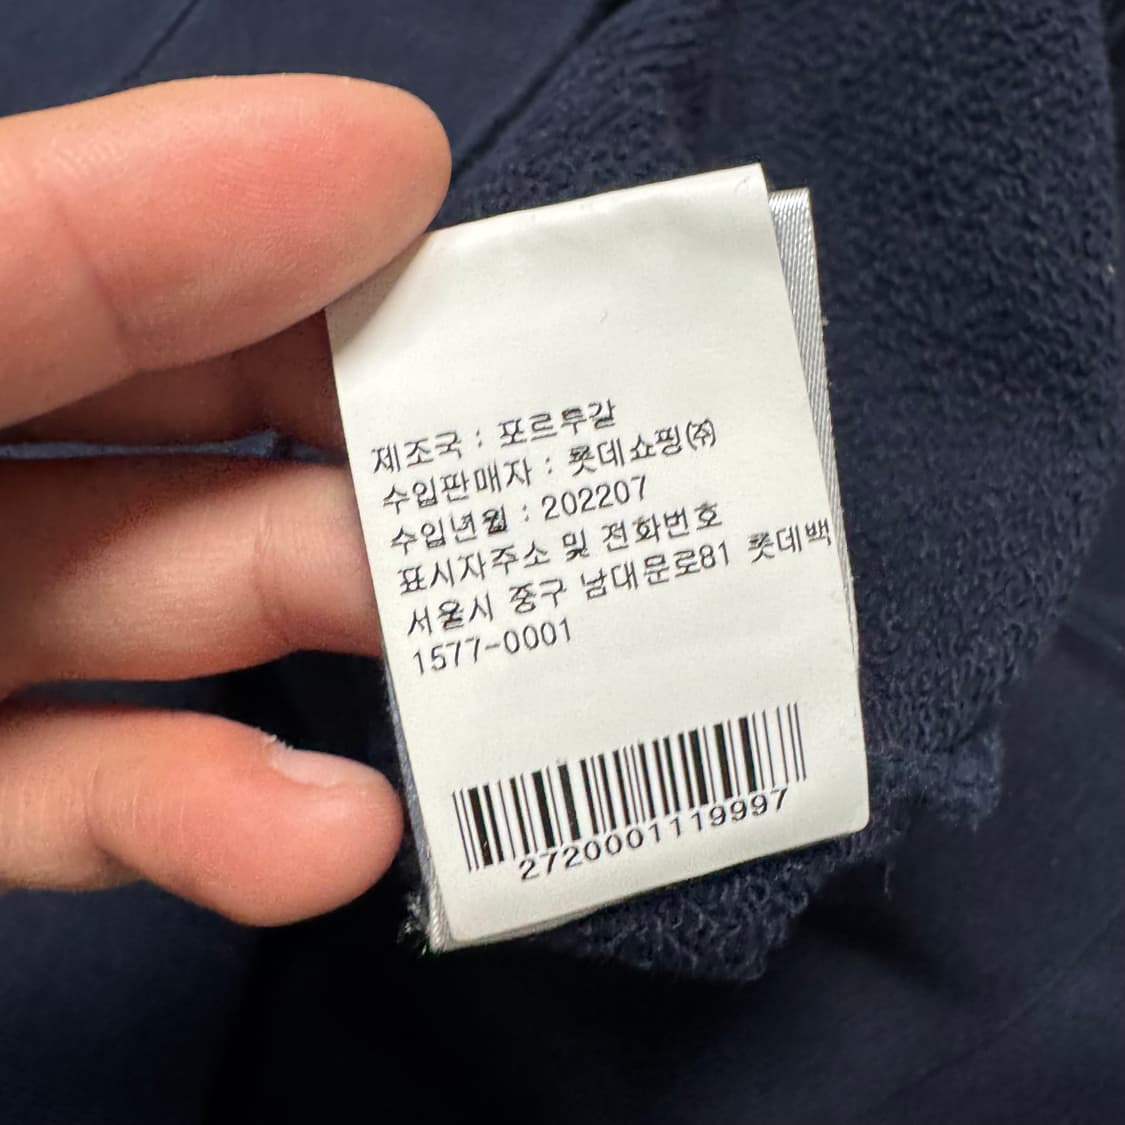 제조국 : 포르투갈
수입판매자 : 롯데쇼핑(주)
수입년월 : 202207
표시자주소 및 전화번호
서울시 중구 남대문로81 롯데백
1577-0001
2720001119997